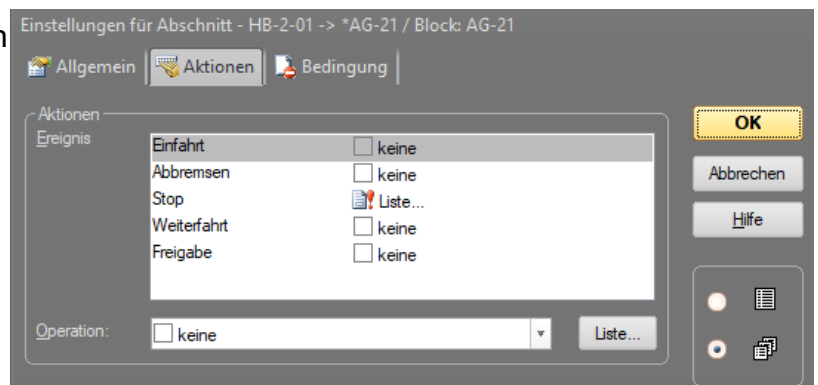 Einstellungen für Abschnitt - HB-2-01 -> *AG-21 / Block: AG-21
n
Allgemein Aktionen Bedingung
Aktionen
Ereignis
Einfahrt keine
Abbremsen keine
Stop Liste...
Weiterfahrt keine
Freigabe keine
Operation: keine Liste...
OK
Abbrechen
Hilfe